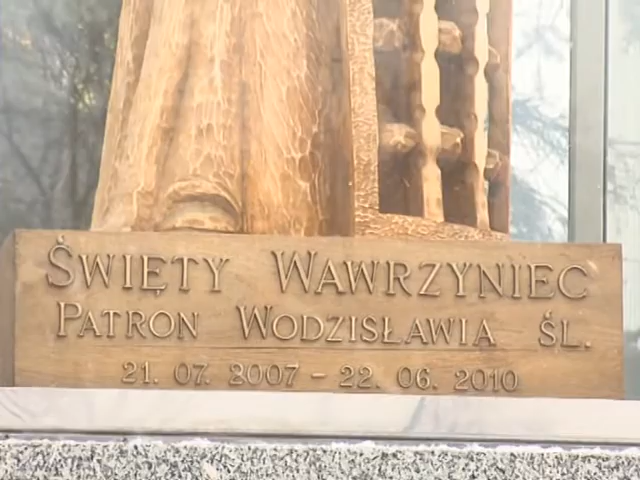 ŚWIĘTY WAWRZYNIEC
PATRON WODZISŁAWIA ŚL.
21. 07. 2007 - 22. 06. 2010